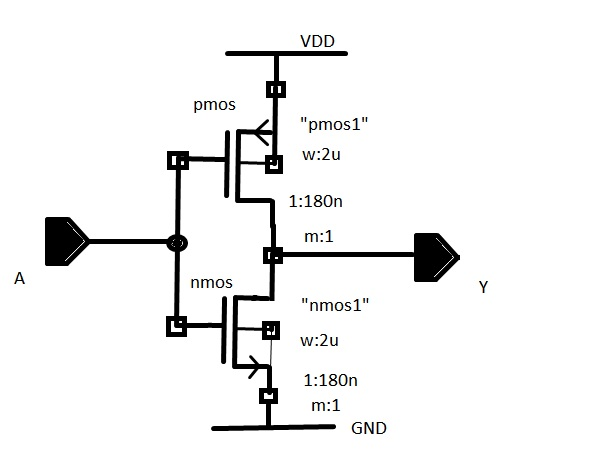 VDD
pmos
"pmos1"
w:2u
1:180n
m:1
A
Y
nmos
"nmos1"
w:2u
1:180n
m:1
GND